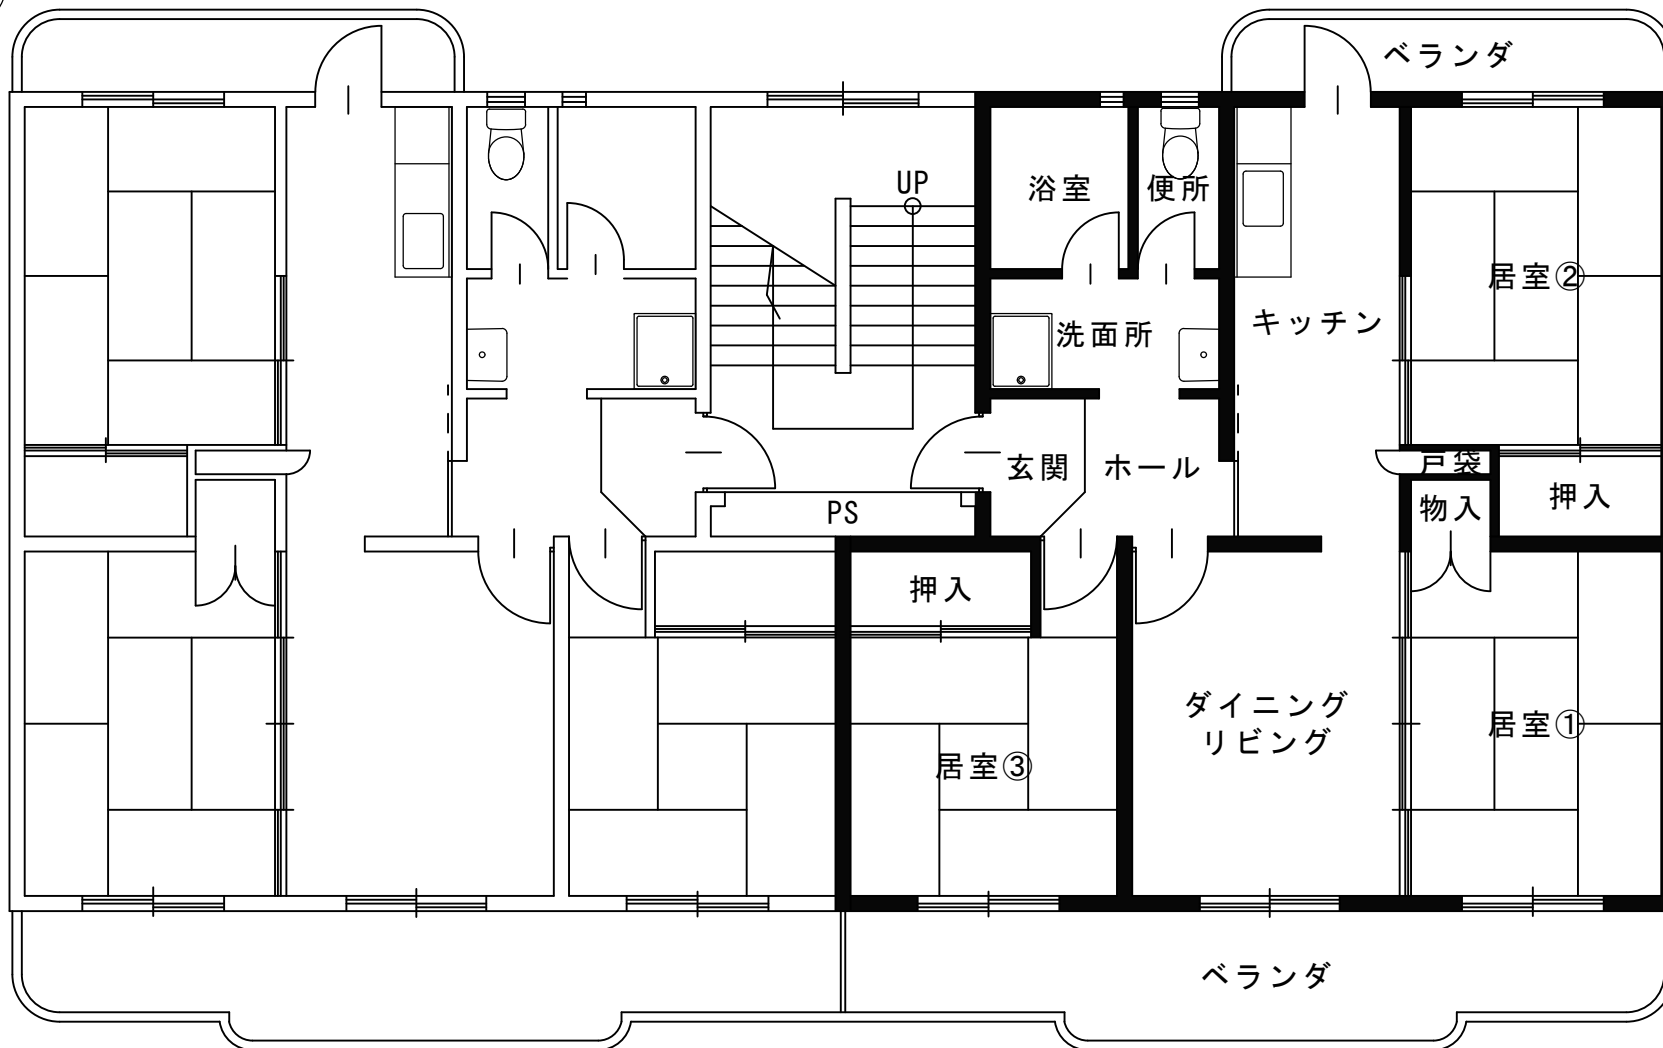 ベランダ
UP
浴室
便所
居室②
キッチン
洗面所
玄関
ホール
戸袋
押入
物入
PS
押入
ダイニング
リビング
居室①
居室③
ベランダ